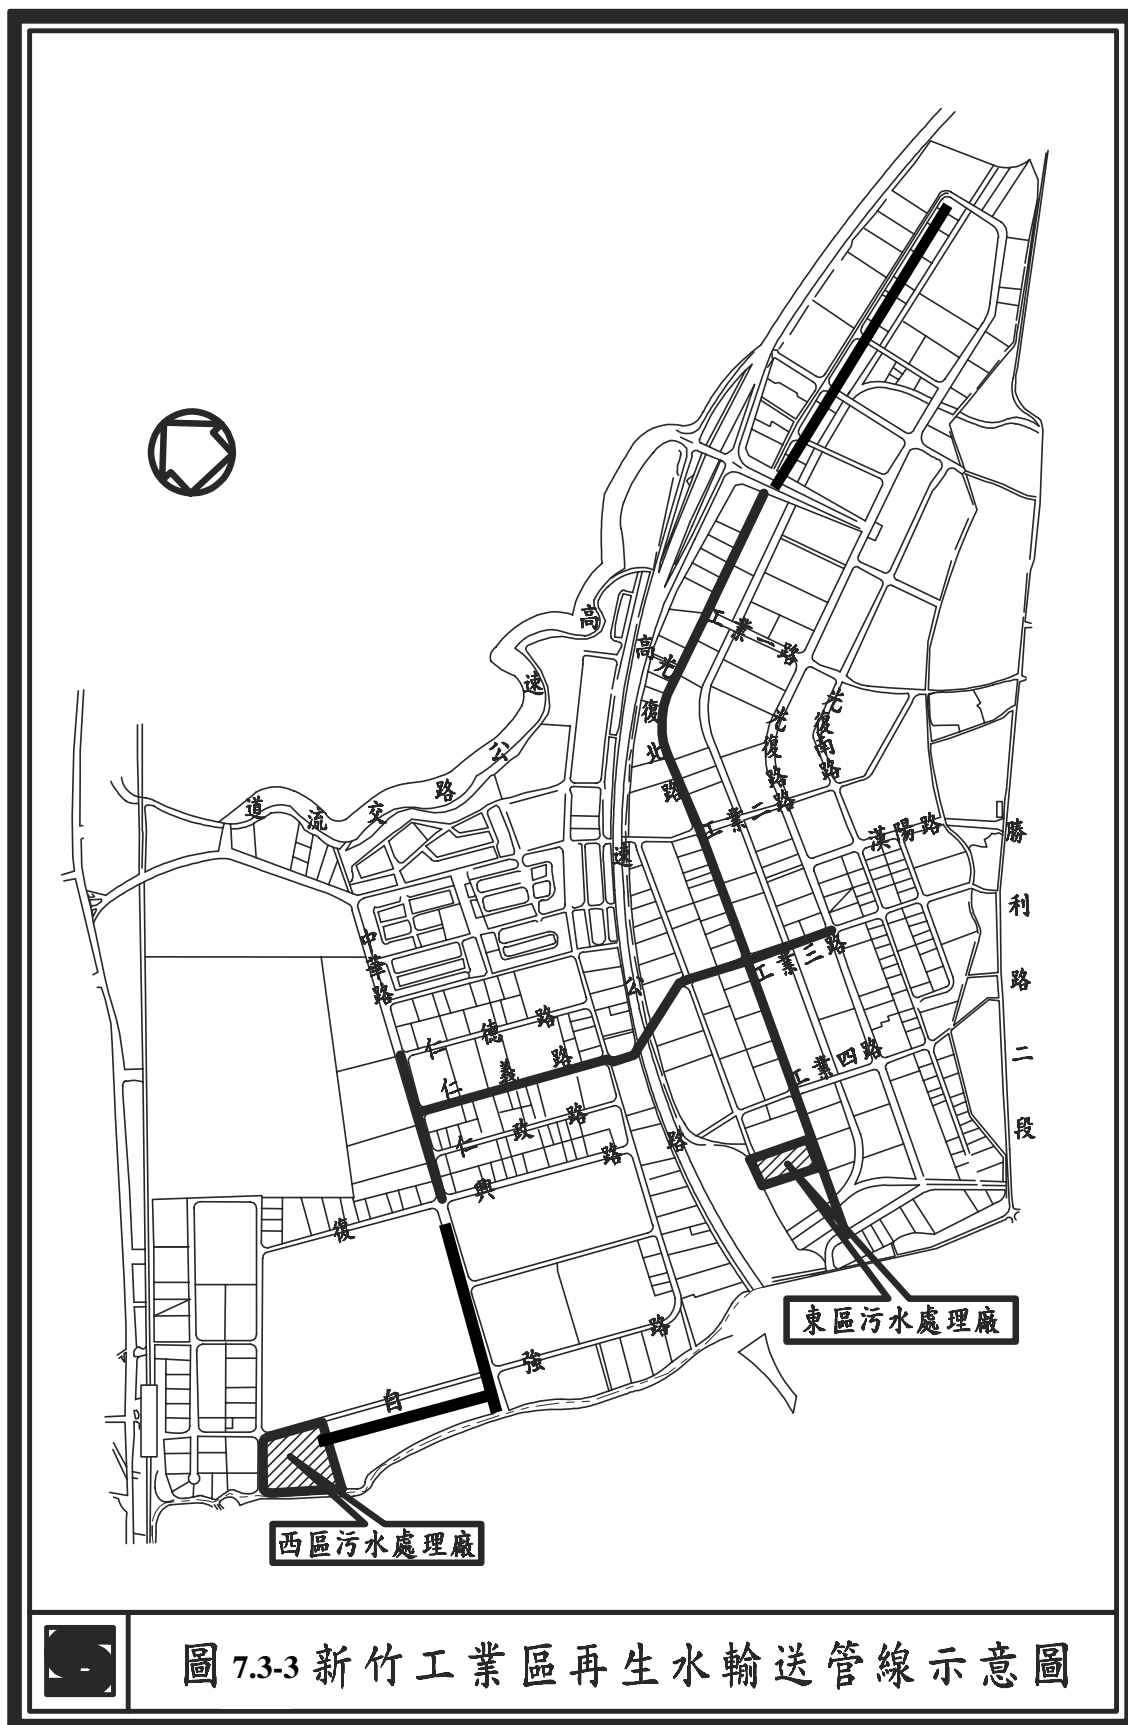 高速公路交流道
高速公路
光復北路
工業一路
光復路
光復南路
工業二路
漢陽路
勝利路二段
中華路
工業三路
仁德路
仁義路
工業四路
仁政路
復興路
自強路
東區污水處理廠
西區污水處理廠
圖 7.3-3 新竹工業區再生水輸送管線示意圖